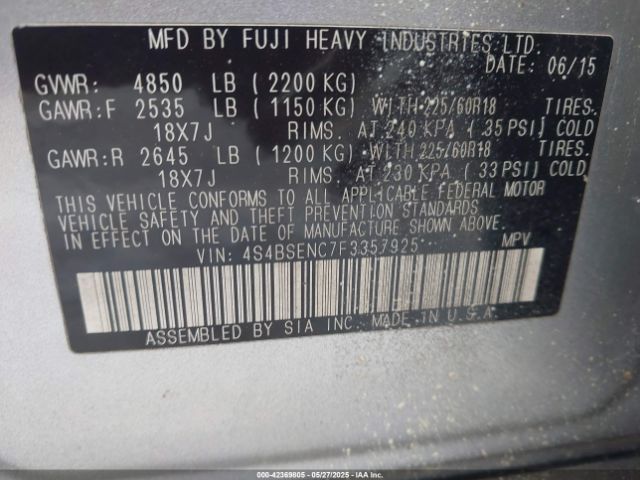 MFD BY FUJI HEAVY INDUSTRIES LTD.
DATE: 06/15
GVWR: 4850 LB ( 2200 KG)
GAWR:F 2535 LB ( 1150 KG) WITH 225/60R18 TIRES.
18X7J RIMS. AT 240 KPA ( 35 PSI) COLD
GAWR:R 2645 LB ( 1200 KG) WITH 225/60R18 TIRES.
18X7J RIMS. AT 230 KPA ( 33 PSI) COLD.
THIS VEHICLE CONFORMS TO ALL APPLICABLE FEDERAL MOTOR
VEHICLE SAFETY AND THEFT PREVENTION STANDARDS
IN EFFECT ON THE DATE OF MANUFACTURE SHOWN ABOVE.
VIN: 4S4BSENC7F3357925 MPV
ASSEMBLED BY SIA INC. MADE IN U.S.A.
000-42369805 - 05/27/2025 - COPYRIGHT IAA